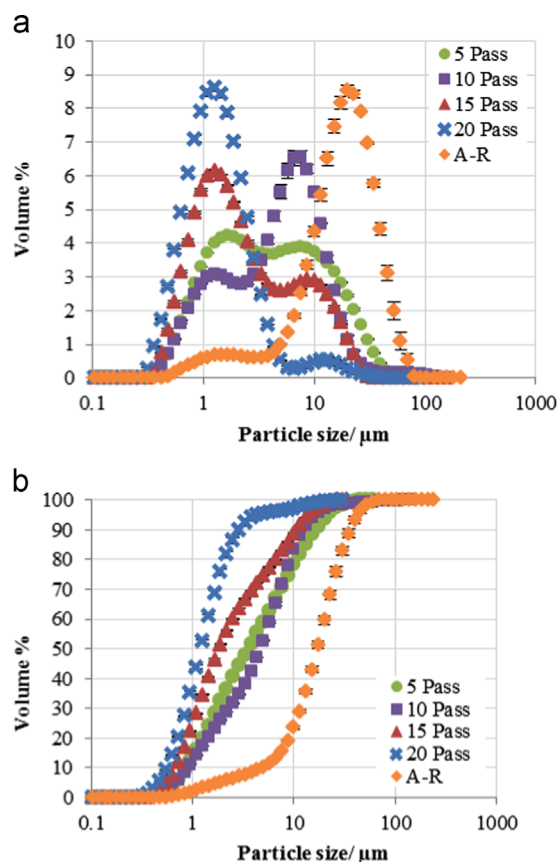 a
10
9
8
7
6
5
4
3
2
1
0
Volume %
5 Pass
10 Pass
15 Pass
20 Pass
A-R
0.1 1 10 100 1000
Particle size/ µm
b
100
90
80
70
60
50
40
30
20
10
0
Volume %
5 Pass
10 Pass
15 Pass
20 Pass
A-R
0.1 1 10 100 1000
Particle size/ µm